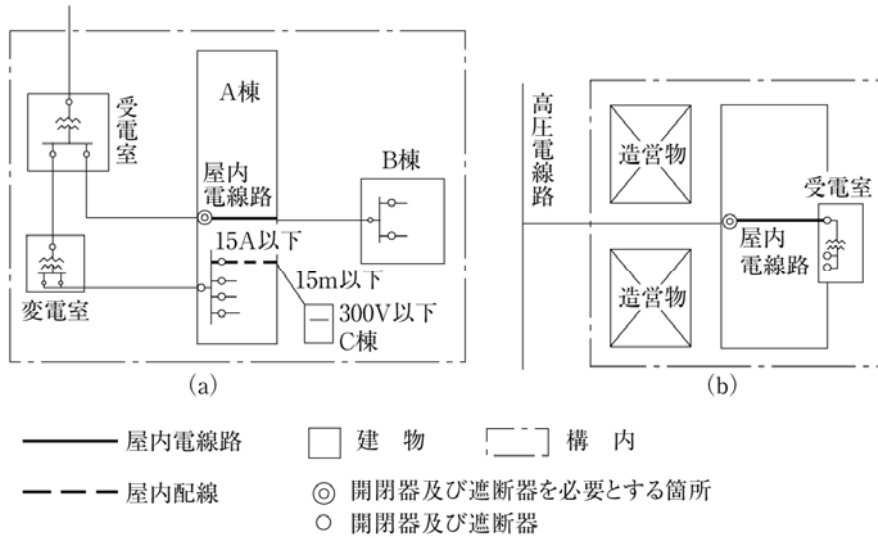 受電室
A棟
屋内
電線路
B棟
15A以下
15m以下
300V以下
C棟
変電室
(a)
高圧電線路
造営物
受電室
屋内
電線路
造営物
(b)
屋内電線路
建 物
構 内
屋内配線
開閉器及び遮断器を必要とする箇所
開閉器及び遮断器